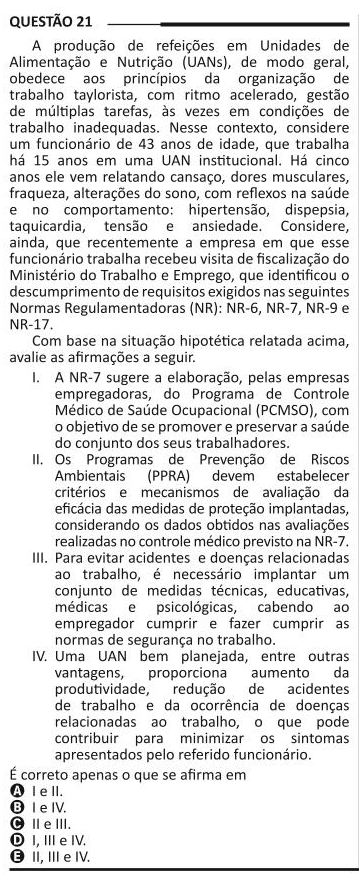 QUESTÃO 21
A produção de refeições em Unidades de
Alimentação e Nutrição (UANs), de modo geral,
obedece aos princípios da organização de
trabalho taylorista, com ritmo acelerado, gestão
de múltiplas tarefas, às vezes em condições de
trabalho inadequadas. Nesse contexto, considere
um funcionário de 43 anos de idade, que trabalha
há 15 anos em uma UAN institucional. Há cinco
anos ele vem relatando cansaço, dores musculares,
fraqueza, alterações do sono, com reflexos na saúde
e no comportamento: hipertensão, dispepsia,
taquicardia, tensão e ansiedade. Considere,
ainda, que recentemente a empresa em que esse
funcionário trabalha recebeu visita de fiscalização do
Ministério do Trabalho e Emprego, que identificou o
descumprimento de requisitos exigidos nas seguintes
Normas Regulamentadoras (NR): NR-6, NR-7, NR-9 e
NR-17.
Com base na situação hipotética relatada acima,
avalie as afirmações a seguir.
I. A NR-7 sugere a elaboração, pelas empresas
empregadoras, do Programa de Controle
Médico de Saúde Ocupacional (PCMSO), com
o objetivo de se promover e preservar a saúde
do conjunto dos seus trabalhadores.
II. Os Programas de Prevenção de Riscos
Ambientais (PPRA) devem estabelecer
critérios e mecanismos de avaliação da
eficácia das medidas de proteção implantadas,
considerando os dados obtidos nas avaliações
realizadas no controle médico previsto na NR-7.
III. Para evitar acidentes e doenças relacionadas
ao trabalho, é necessário implantar um
conjunto de medidas técnicas, educativas,
médicas e psicológicas, cabendo ao
empregador cumprir e fazer cumprir as
normas de segurança no trabalho.
IV. Uma UAN bem planejada, entre outras
vantagens, proporciona aumento da
produtividade, redução de acidentes
de trabalho e da ocorrência de doenças
relacionadas ao trabalho, o que pode
contribuir para minimizar os sintomas
apresentados pelo referido funcionário.
É correto apenas o que se afirma em
A I e II.
B I e IV.
C II e III.
D I, III e IV.
E II, III e IV.